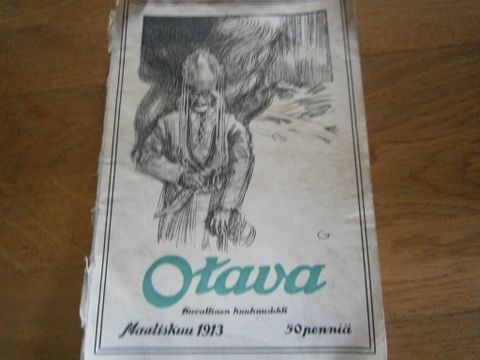 G
Otava
Kuvallinen kuukauslehti
Maaliskuu 1913 50 penniä